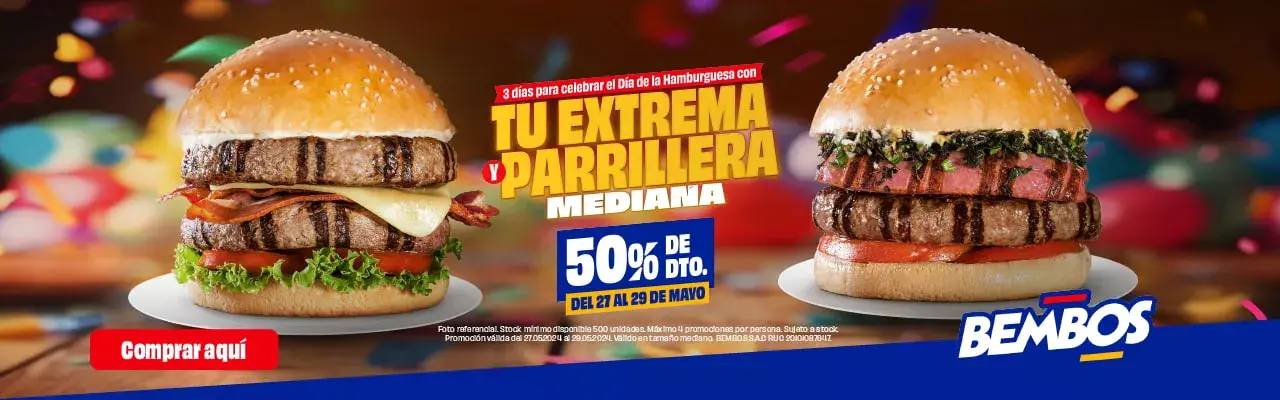 3 días para celebrar el Día de la Hamburguesa con
TU EXTREMA
Y PARRILLERA
MEDIANA
50% DE DTO.
DEL 27 AL 29 DE MAYO
Foto referencial. Stock mínimo disponible 500 unidades. Máximo 4 promociones por persona. Sujeto a stock.
Promoción válida del 27.05.2024 al 29.05.2024. Válido en tamaño mediano. BEMBOS S.A.C RUC 20101087647.
Comprar aquí
BEMBOS